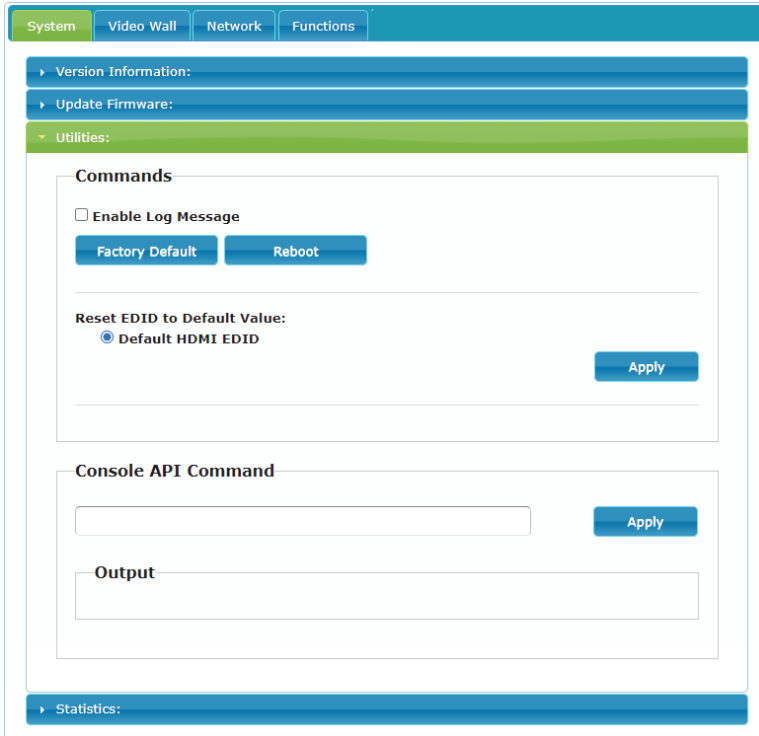 System Video Wall Network Functions
Version Information:
Update Firmware:
Utilities:
Commands
Enable Log Message
Factory Default Reboot
Reset EDID to Default Value:
Default HDMI EDID
Apply
Console API Command
Apply
Output
Statistics: